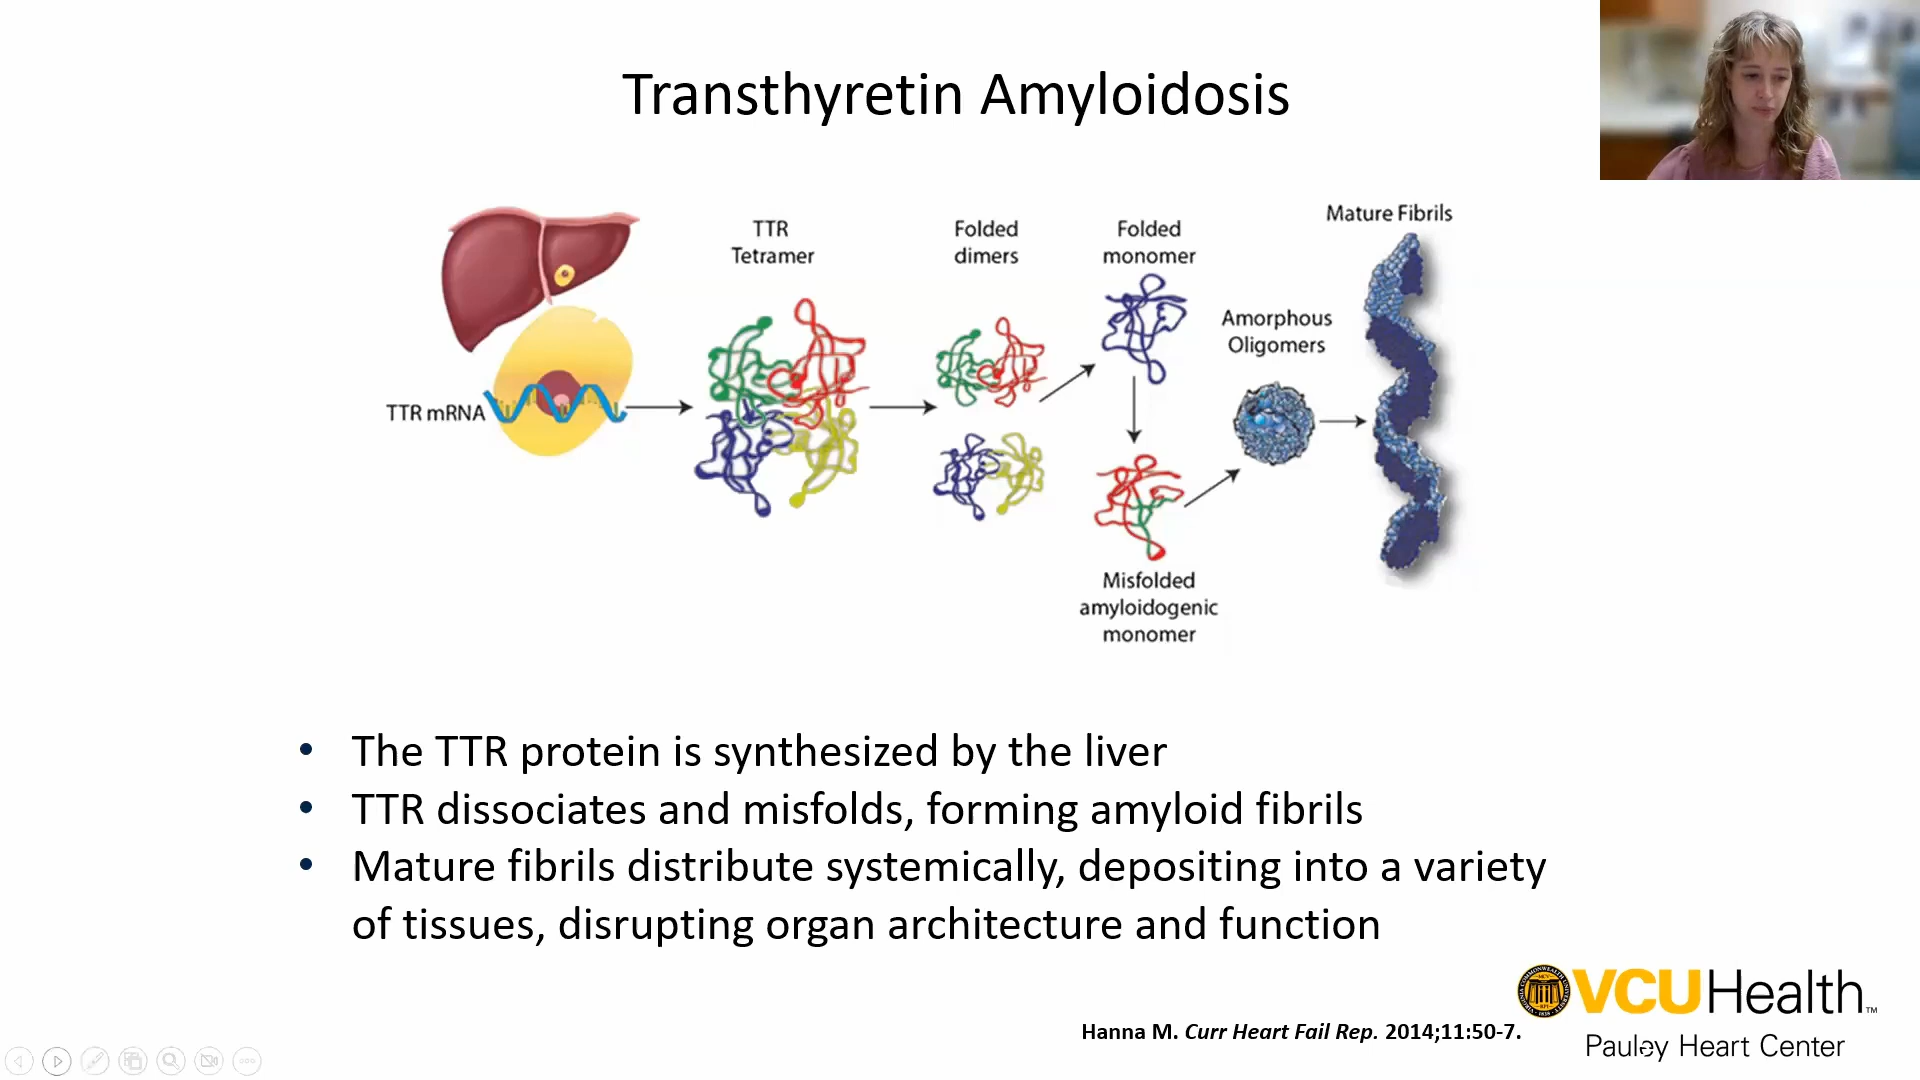 Transthyretin Amyloidosis
TTR mRNA
TTR
Tetramer
Folded
dimers
Folded
monomer
Misfolded
amyloidogenic
monomer
Amorphous
Oligomers
Mature Fibrils
• The TTR protein is synthesized by the liver
• TTR dissociates and misfolds, forming amyloid fibrils
• Mature fibrils distribute systemically, depositing into a variety
of tissues, disrupting organ architecture and function
Hanna M. Curr Heart Fail Rep. 2014;11:50-7.
VCUHealth™
Pauley Heart Center